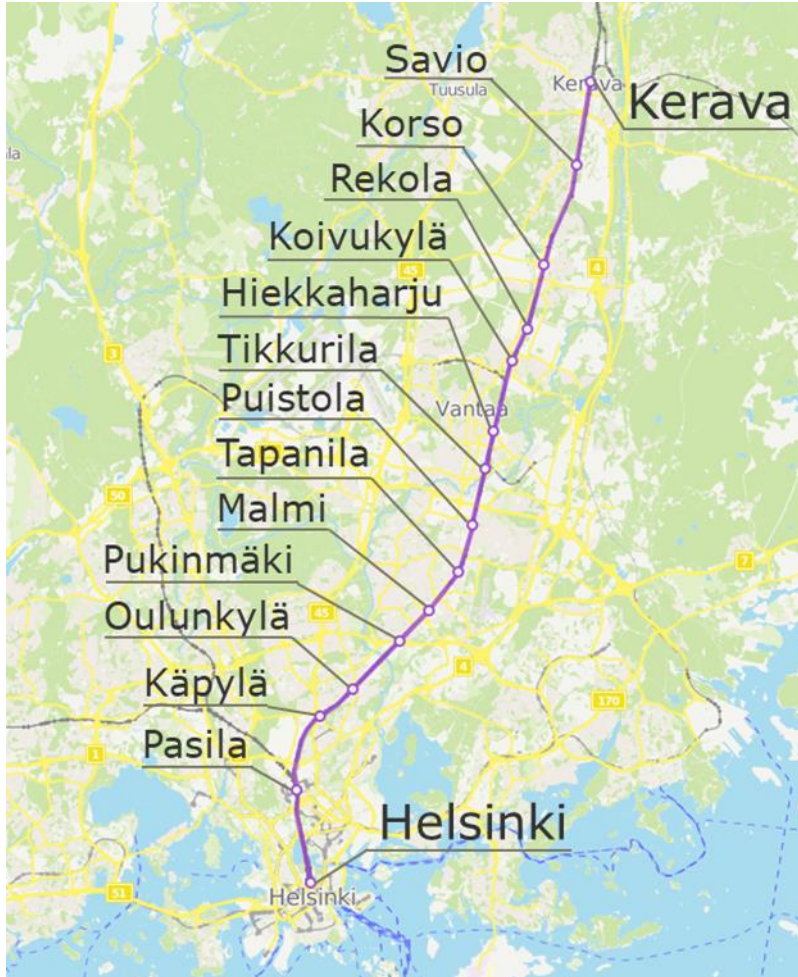 Savio
Tuusula
Kerava
Kerava
Korso
Rekola
Koivukylä
45
4
Hiekkaharju
Tikkurila
3
Puistola
Vantaa
Tapanila
50
Malmi
Pukinmäki
7
Oulunkylä
45
4
Käpylä
170
Pasila
1
Helsinki
51
Helsinki